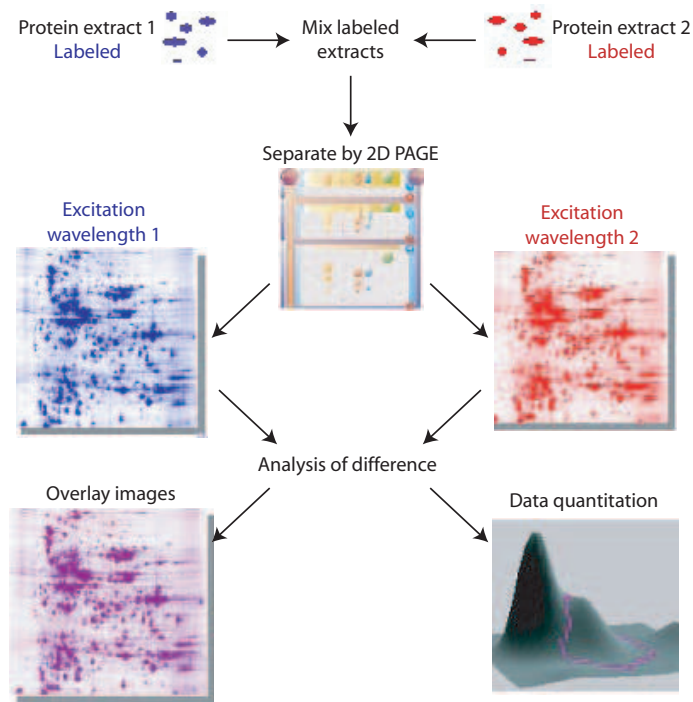 Protein extract 1
Labeled
Mix labeled
extracts
Protein extract 2
Labeled
Separate by 2D PAGE
Excitation
wavelength 1
Excitation
wavelength 2
Analysis of difference
Overlay images
Data quantitation